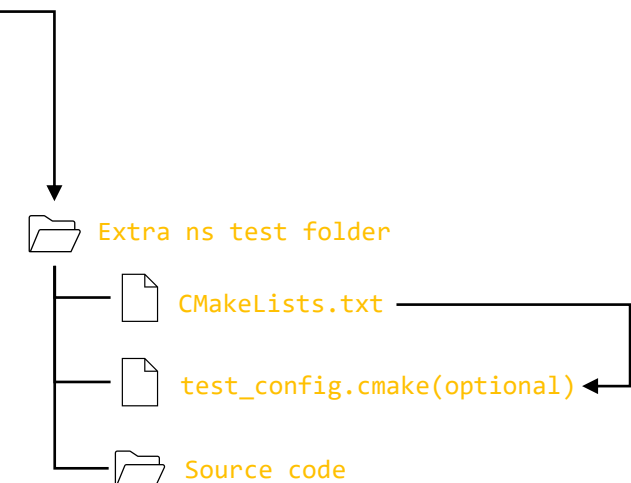 Extra ns test folder
CMakeLists.txt
test_config.cmake(optional)
Source code